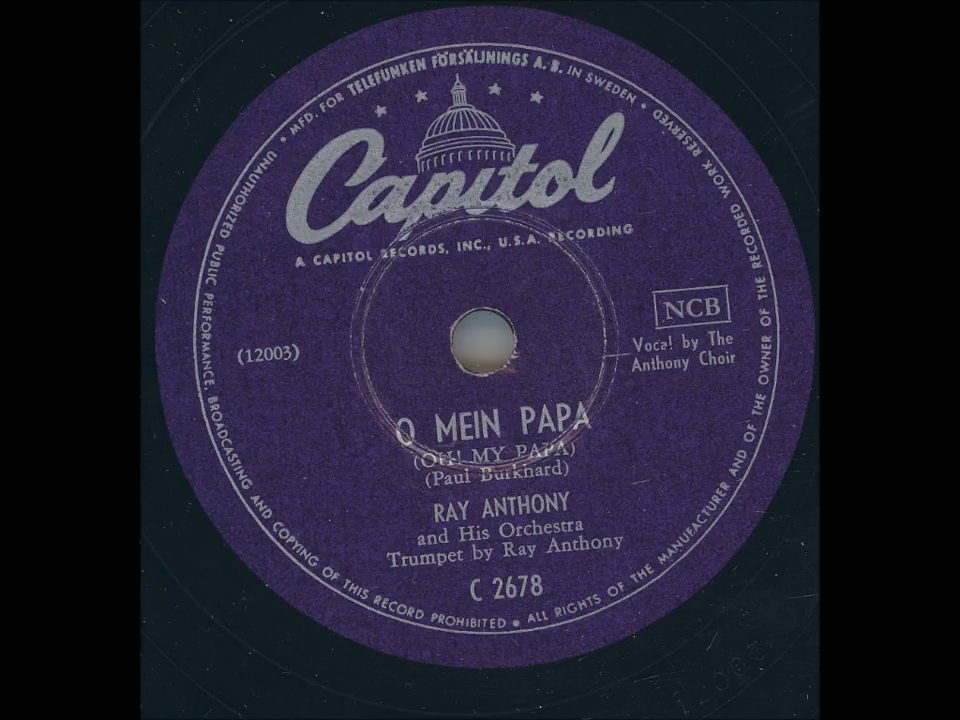 • MFD. FOR TELEFUNKEN FÖRSÄLJNINGS A. B. IN SWEDEN •
Capitol
A CAPITOL RECORDS, INC., U.S.A. RECORDING
NCB
(12003)
Vocal by The
Anthony Choir
O MEIN PAPA
(OH! MY PAPA)
(Paul Burkhard)
RAY ANTHONY
and His Orchestra
Trumpet by Ray Anthony
C 2678
UNAUTHORIZED PUBLIC PERFORMANCE, BROADCASTING AND COPYING OF THIS RECORD PROHIBITED • ALL RIGHTS OF THE MANUFACTURER AND OF THE OWNER OF THE RECORDED WORK RESERVED